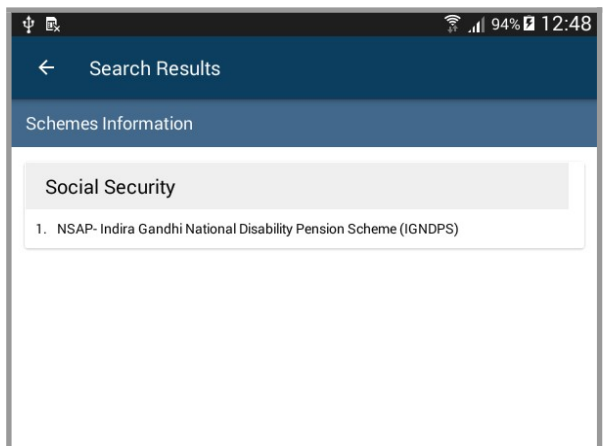 94% 12:48
Search Results
Schemes Information
Social Security
1. NSAP- Indira Gandhi National Disability Pension Scheme (IGNDPS)